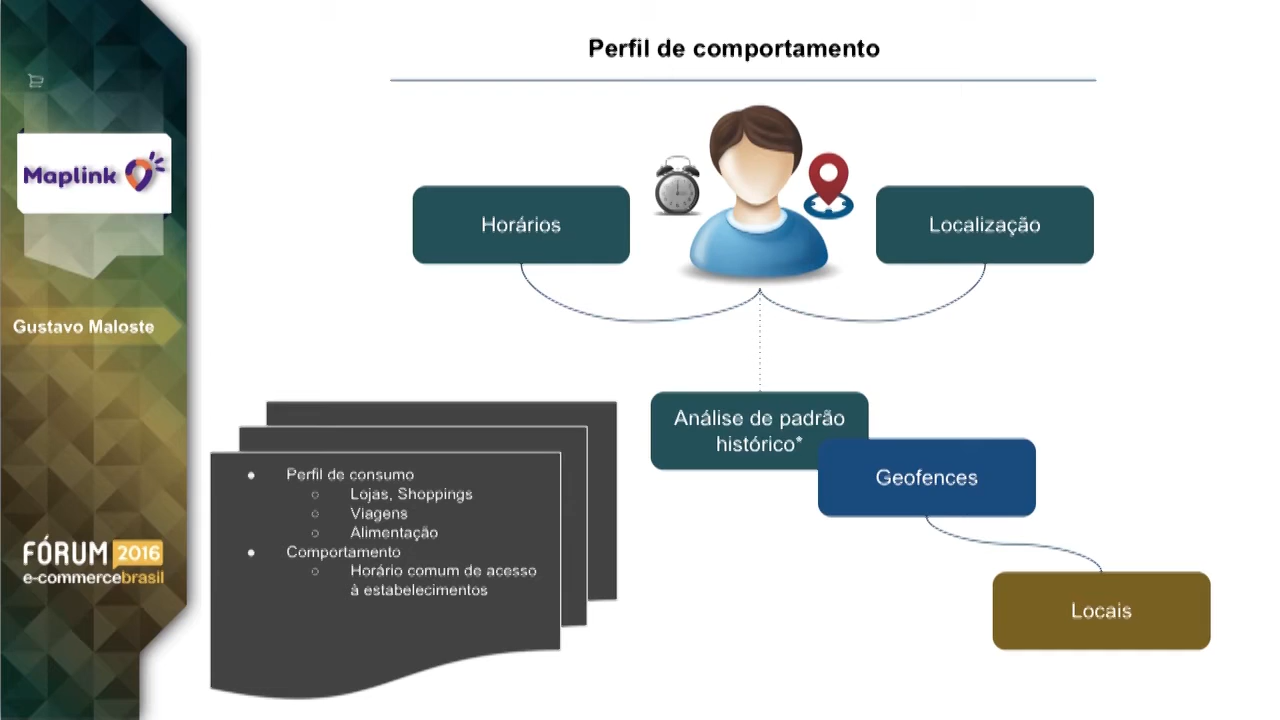 Perfil de comportamento
Maplink
Horários
Localização
Gustavo Maloste
Análise de padrão
histórico*
Geofences
● Perfil de consumo
○ Lojas, Shoppings
○ Viagens
○ Alimentação
● Comportamento
○ Horário comum de acesso
à estabelecimentos
FÓRUM 2016
e-commercebrasil
Locais